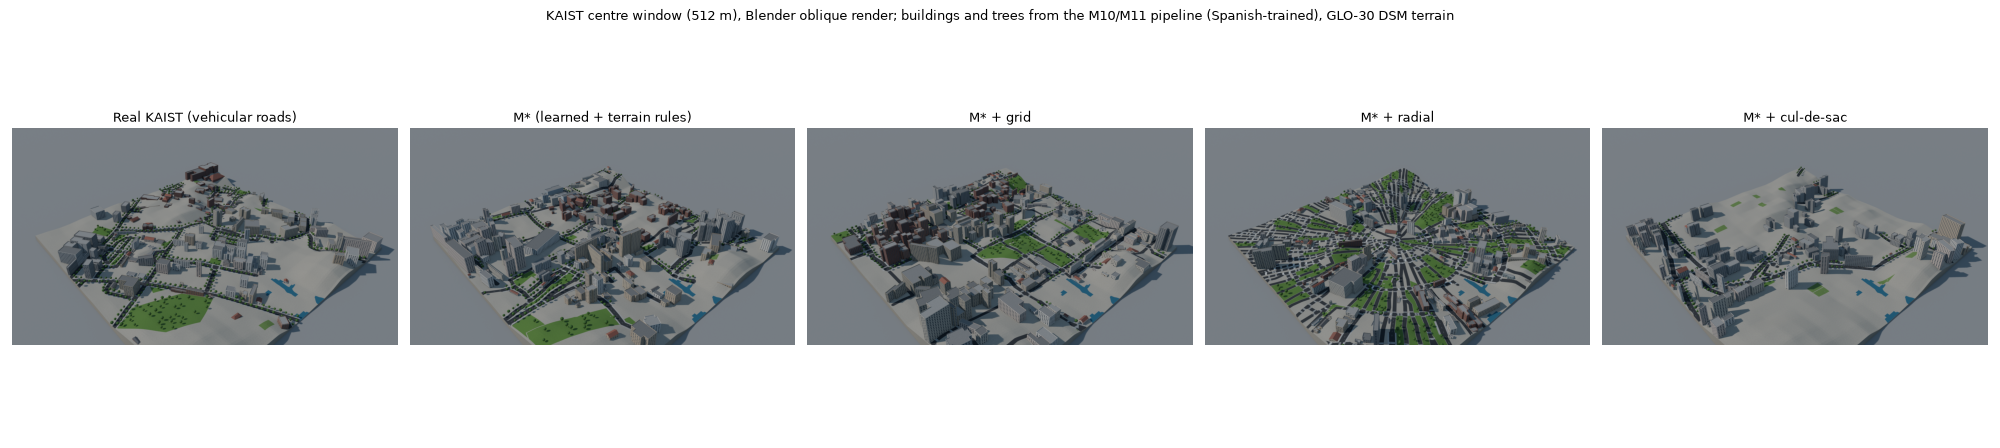 KAIST centre window (512 m), Blender oblique render; buildings and trees from the M10/M11 pipeline (Spanish-trained), GLO-30 DSM terrain
Real KAIST (vehicular roads)
M* (learned + terrain rules)
M* + grid
M* + radial
M* + cul-de-sac